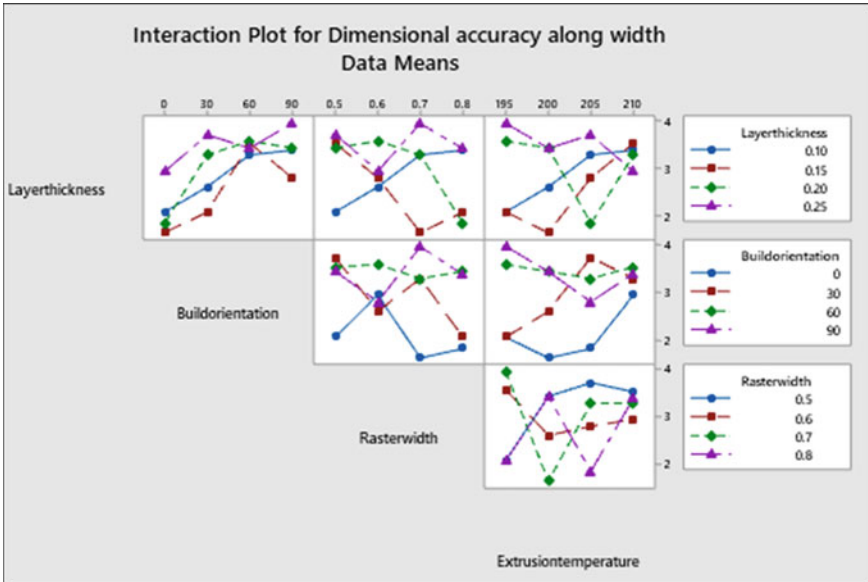 Interaction Plot for Dimensional accuracy along width
Data Means
0 30 60 90 0.5 0.6 0.7 0.8 195 200 205 210
4
3
2
Layerthickness
Layerthickness
0.10
0.15
0.20
0.25
4
3
2
Buildorientation
Buildorientation
0
30
60
90
4
3
2
Rasterwidth
Rasterwidth
0.5
0.6
0.7
0.8
Extrusiontemperature